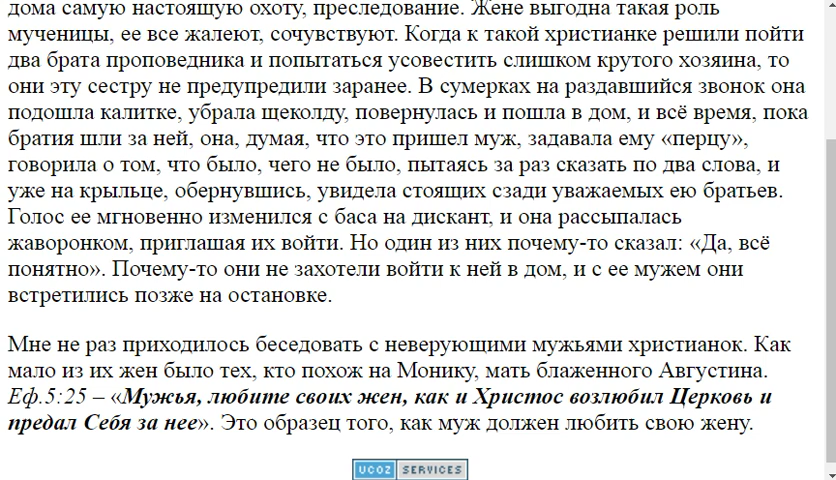 дома самую настоящую охоту, преследование. Жене выгодна такая роль
мученицы, ее все жалеют, сочувствуют. Когда к такой христианке решили пойти
два брата проповедника и попытаться усовестить слишком крутого хозяина, то
они эту сестру не предупредили заранее. В сумерках на раздавшийся звонок она
подошла калитке, убрала щеколду, повернулась и пошла в дом, и всё время, пока
братия шли за ней, она, думая, что это пришел муж, задавала ему «перцу»,
говорила о том, что было, чего не было, пытаясь за раз сказать по два слова, и
уже на крыльце, обернувшись, увидела стоящих сзади уважаемых ею братьев.
Голос ее мгновенно изменился с баса на дискант, и она рассыпалась
жаворонком, приглашая их войти. Но один из них почему-то сказал: «Да, всё
понятно». Почему-то они не захотели войти к ней в дом, и с ее мужем они
встретились позже на остановке.
Мне не раз приходилось беседовать с неверующими мужьями христианок. Как
мало из их жен было тех, кто похож на Монику, мать блаженного Августина.
Еф.5:25 – «Мужья, любите своих жен, как и Христос возлюбил Церковь и
предал Себя за нее». Это образец того, как муж должен любить свою жену.
UCOZ SERVICES